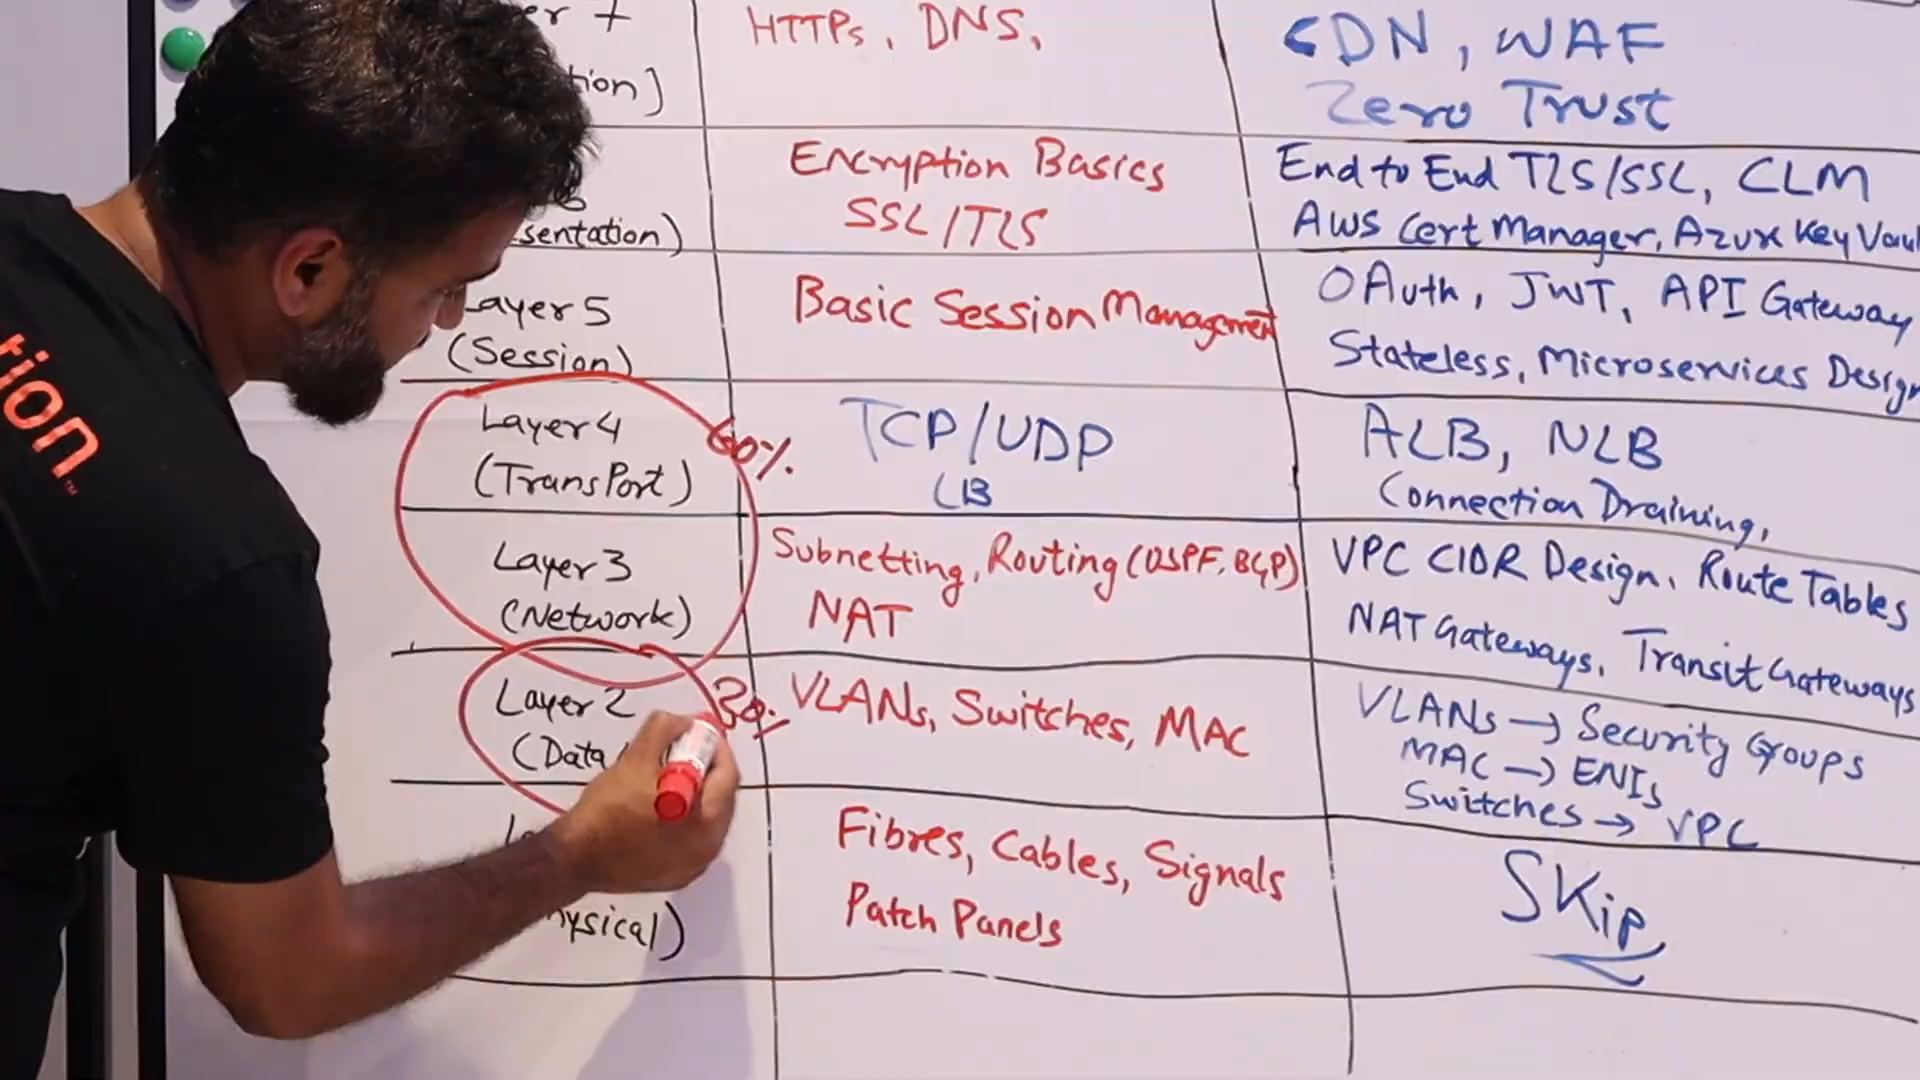 7
HTTPs, DNS,
CDN, WAF
tion)
Zero Trust
Encryption Basics
End to End TLS/SSL, CLM
sentation)
SSL/TLS
AWS Cert Manager, Azure Key Vaul
Layer 5
Basic Session Management
OAuth, JWT, API Gateway
(Session)
Stateless, Microservices Design
Layer 4
60%.
TCP/UDP
ALB, NLB
(TransPort)
LB
Connection Draining,
Layer 3
Subnetting, Routing (OSPF, BGP)
VPC CIDR Design, Route Tables
(Network)
NAT
NAT Gateways, Transit Gateways
Layer 2
VLANs, Switches, MAC
VLANs → Security Groups
(Data
MAC → ENIs
Switches → VPC
Fibres, Cables, Signals
SKip
hysical)
Patch Panels
tion